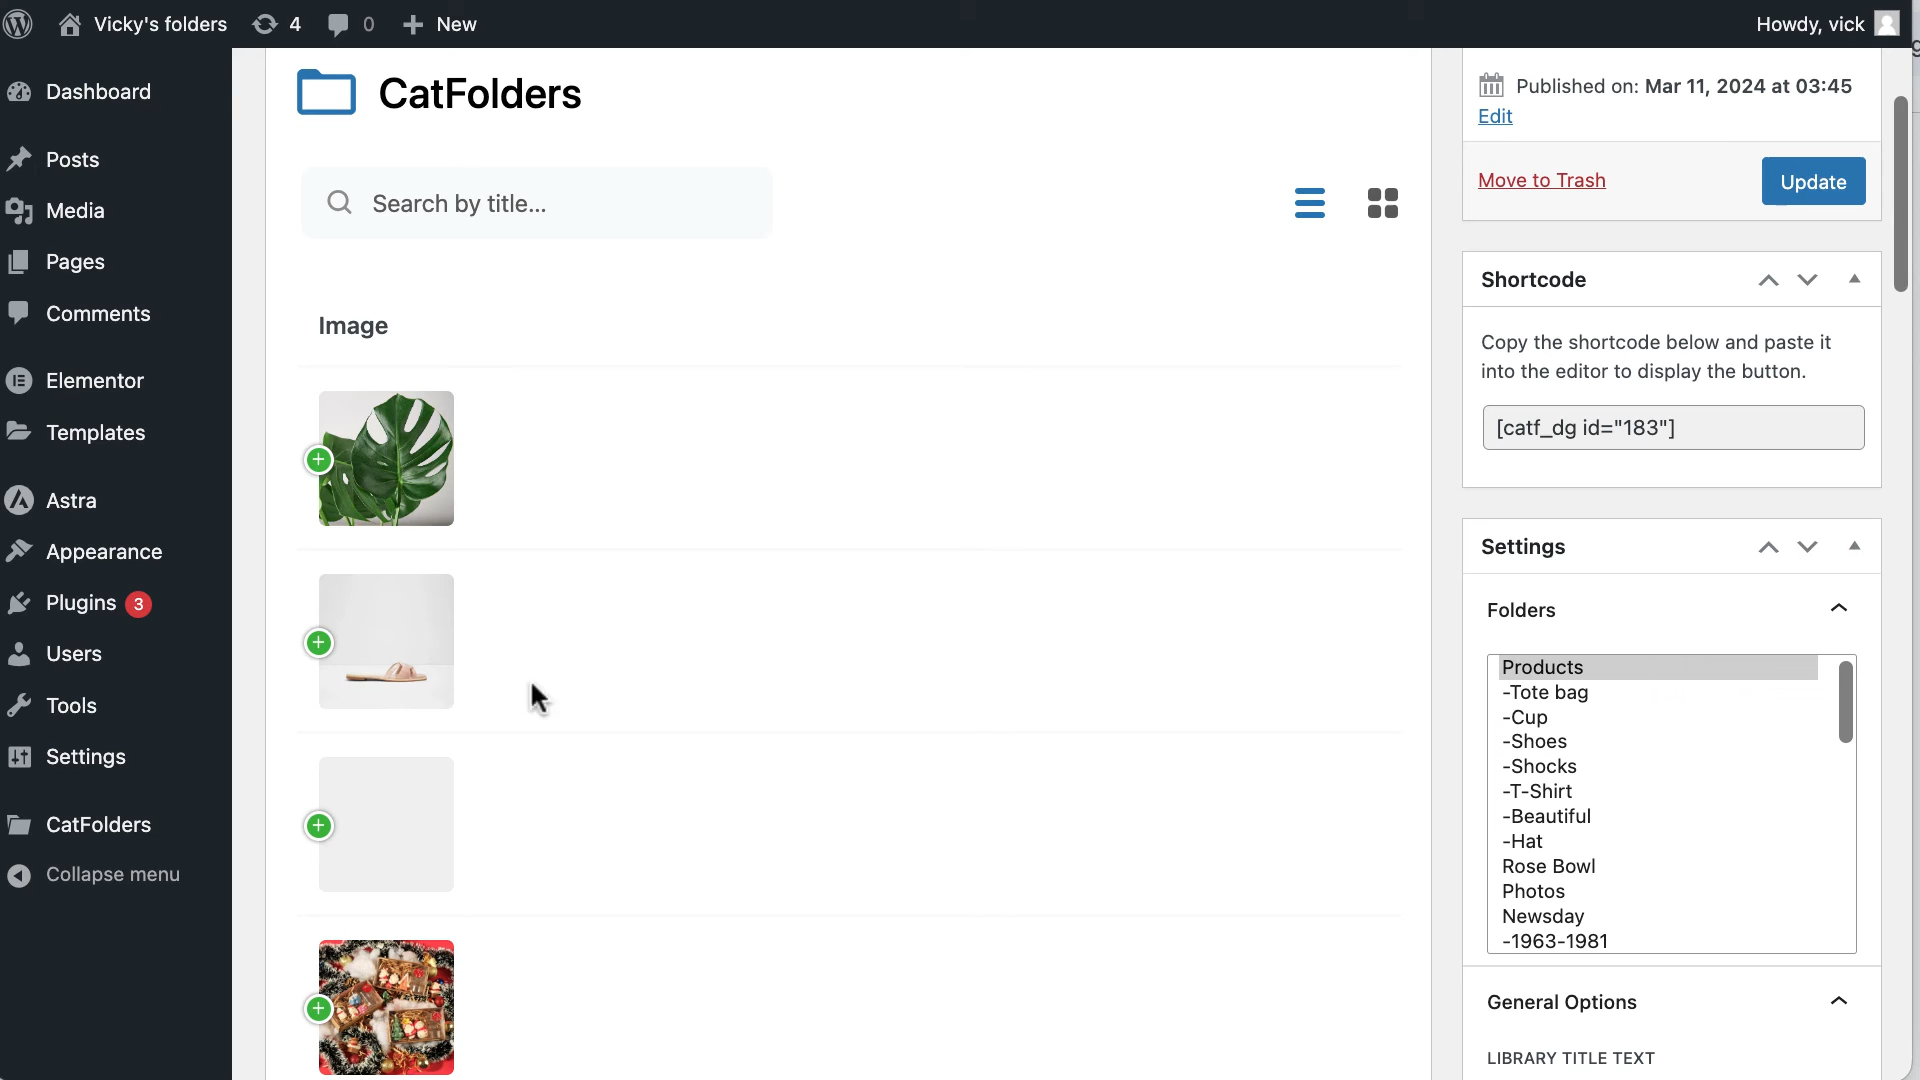 Vicky's folders 4 0 New Howdy, vick
Dashboard
Posts
Media
Pages
Comments
Elementor
Templates
Astra
Appearance
Plugins 3
Users
Tools
Settings
CatFolders
Collapse menu
CatFolders
Search by title...
Image
Published on: Mar 11, 2024 at 03:45
Edit
Move to Trash Update
Shortcode
Copy the shortcode below and paste it
into the editor to display the button.
[catf_dg id="183"]
Settings
Folders
Products
-Tote bag
-Cup
-Shoes
-Shocks
-T-Shirt
-Beautiful
-Hat
Rose Bowl
Photos
Newsday
-1963-1981
General Options
LIBRARY TITLE TEXT